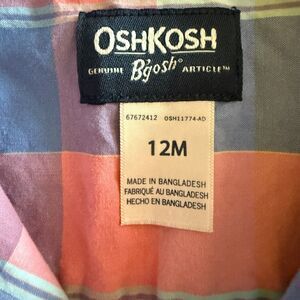 OSHKOSH
GENUINE B'gosh® ARTICLE™
67672412 OSH11774-AD
12M
MADE IN BANGLADESH
FABRIQUÉ AU BANGLADESH
HECHO EN BANGLADESH